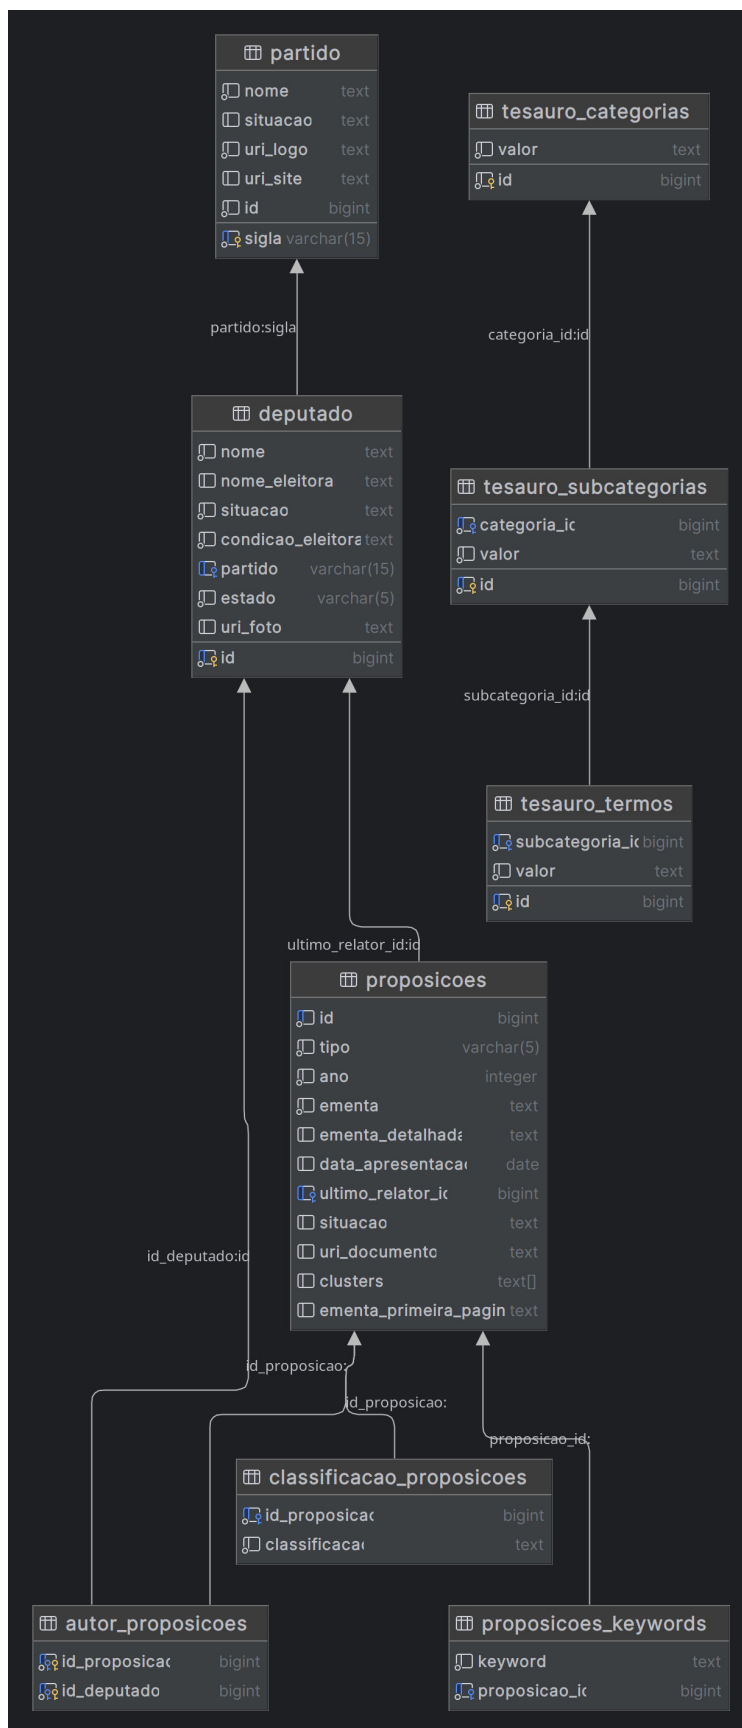 partido
nome text
situacao text
uri_logo text
uri_site text
id bigint
sigla varchar(15)
tesauro_categorias
valor text
id bigint
partido:sigla
categoria_id:id
deputado
nome text
nome_eleitora text
situacao text
condicao_eleitora text
partido varchar(15)
estado varchar(5)
uri_foto text
id bigint
tesauro_subcategorias
categoria_ic bigint
valor text
id bigint
subcategoria_id:id
tesauro_termos
subcategoria_ic bigint
valor text
id bigint
ultimo_relator_id:id
proposicoes
id bigint
tipo varchar(5)
ano integer
ementa text
ementa_detalhada text
data_apresentacao date
ultimo_relator_ic bigint
situacao text
uri_documento text
clusters text[]
ementa_primeira_pagin text
id_deputado:id
id_proposicao:
id_proposicao:
proposicao_id:
classificacao_proposicoes
id_proposicao bigint
classificacao text
autor_proposicoes
id_proposicao bigint
id_deputado bigint
proposicoes_keywords
keyword text
proposicao_ic bigint